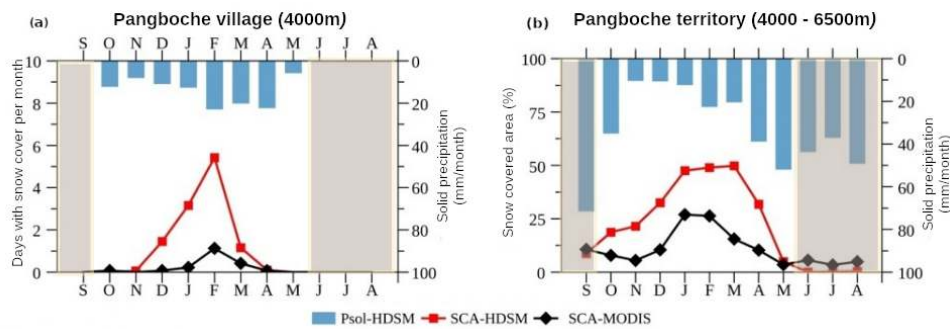 (a) Pangboche village (4000m)
S O N D J F M A M J J A
10 8 6 4 2 0
Days with snow cover per month
0 20 40 60 80 100
Solid precipitation
(mm/month)
S O N D J F M A M J J A
(b) Pangboche territory (4000 - 6500m)
100 75 50 25 0
Snow covered area (%)
0 20 40 60 80 100
Solid precipitation
(mm/month)
S O N D J F M A M J J A
Psol-HDSM SCA-HDSM SCA-MODIS